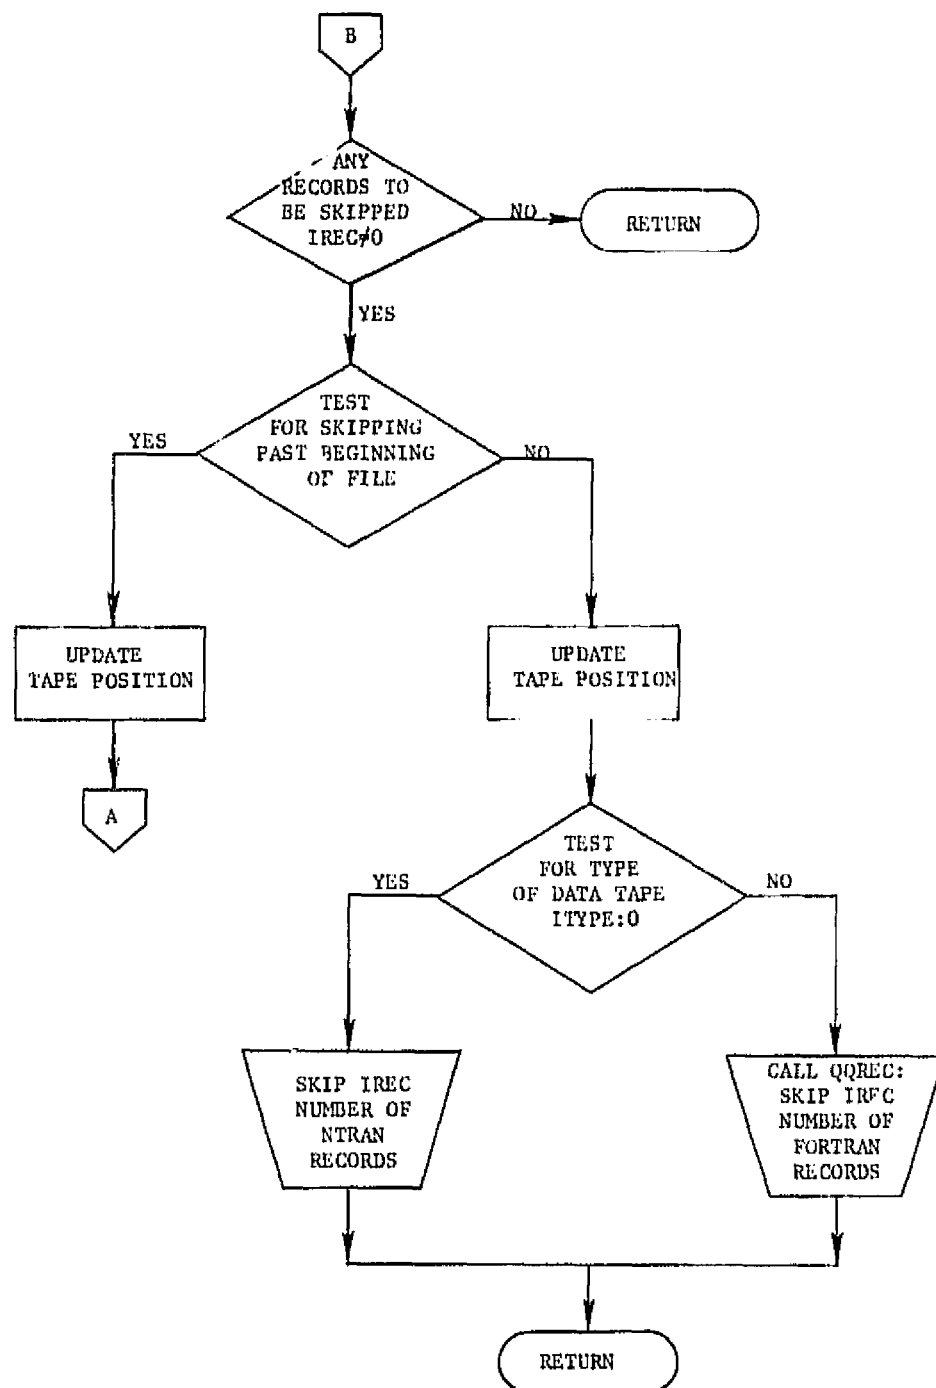 B
ANY
RECORDS TO
BE SKIPPED
IREC≠0
NO
RETURN
YES
TEST
FOR SKIPPING
PAST BEGINNING
OF FILE
YES
NO
UPDATE
TAPE POSITION
UPDATE
TAPE POSITION
A
TEST
FOR TYPE
OF DATA TAPE
ITYPE:0
YES
NO
SKIP IREC
NUMBER OF
NTRAN
RECORDS
CALL QQREC:
SKIP IREC
NUMBER OF
FORTRAN
RECORDS
RETURN